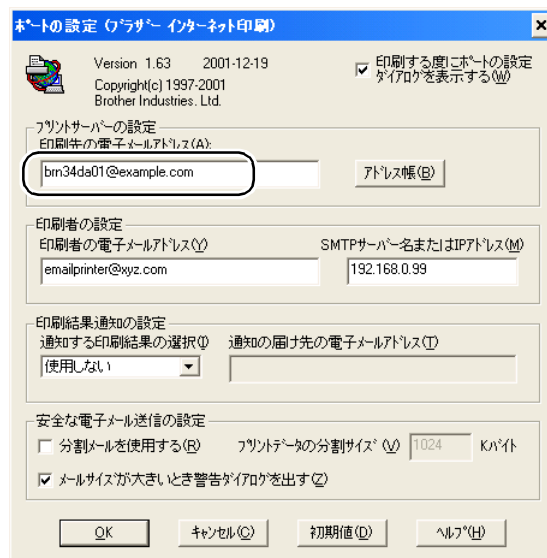 ﾎﾟｰﾄの設定 (ﾌﾞﾗｻﾞｰ ｲﾝﾀｰﾈｯﾄ印刷)
Version 1.63 2001-12-19
Copyright(c) 1997-2001
Brother Industries. Ltd.
印刷する度にﾎﾟｰﾄの設定
ﾀﾞｲｱﾛｸﾞを表示する(W)
ﾌﾟﾘﾝﾄｻｰﾊﾞｰの設定
印刷先の電子ﾒｰﾙｱﾄﾞﾚｽ(A):
brn34da01@example.com
ｱﾄﾞﾚｽ帳(B)
印刷者の設定
印刷者の電子ﾒｰﾙｱﾄﾞﾚｽ(Y) SMTPｻｰﾊﾞｰ名またはIPｱﾄﾞﾚｽ(M)
emailprinter@xyz.com 192.168.0.99
印刷結果通知の設定
通知する印刷結果の選択(I) 通知の届け先の電子ﾒｰﾙｱﾄﾞﾚｽ(T)
使用しない
安全な電子ﾒｰﾙ送信の設定
分割ﾒｰﾙを使用する(R) ﾌﾟﾘﾝﾄﾃﾞｰﾀの分割ｻｲｽﾞ (V) 1024 Kﾊﾞｲﾄ
ﾒｰﾙｻｲｽﾞが大きいとき警告ﾀﾞｲｱﾛｸﾞを出す(Z)
OK ｷｬﾝｾﾙ(C) 初期値(D) ﾍﾙﾌﾟ(H)